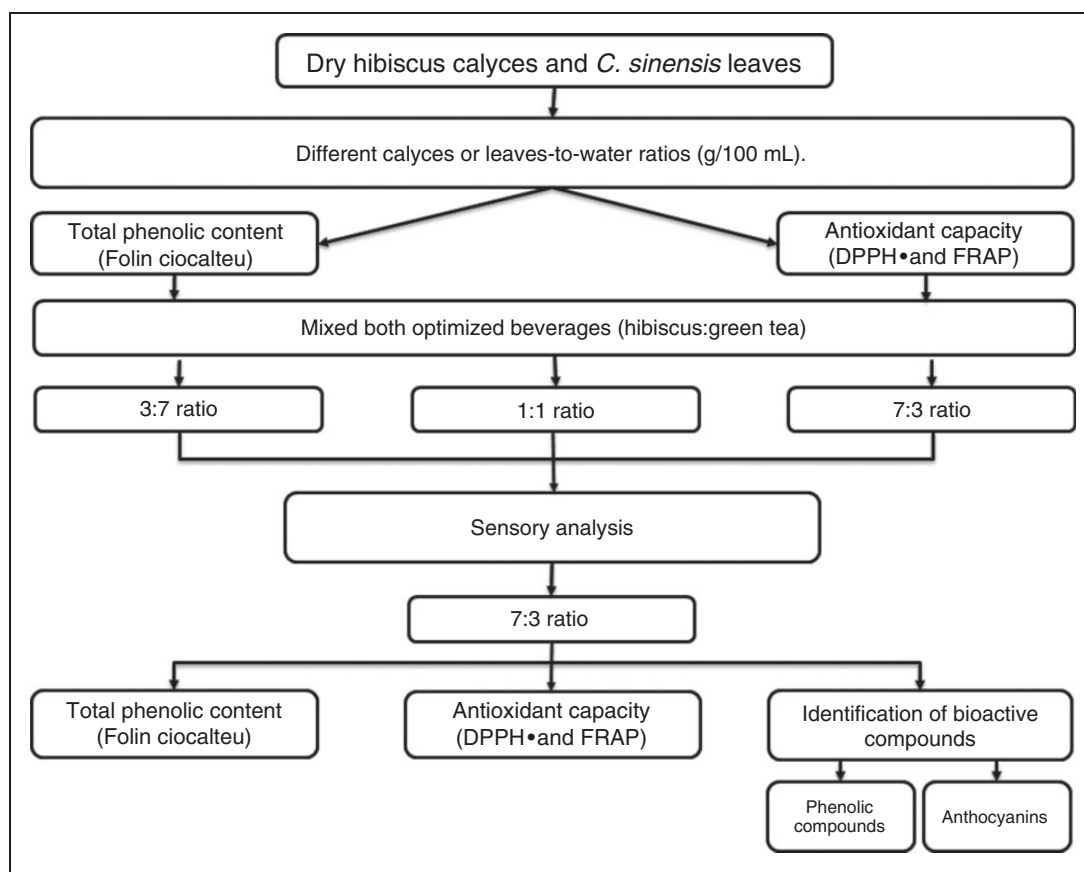 Dry hibiscus calyces and C. sinensis leaves
Different calyces or leaves-to-water ratios (g/100 mL).
Total phenolic content
(Folin ciocalteu)
Antioxidant capacity
(DPPH•and FRAP)
Mixed both optimized beverages (hibiscus:green tea)
3:7 ratio
1:1 ratio
7:3 ratio
Sensory analysis
7:3 ratio
Total phenolic content
(Folin ciocalteu)
Antioxidant capacity
(DPPH•and FRAP)
Identification of bioactive
compounds
Phenolic
compounds
Anthocyanins